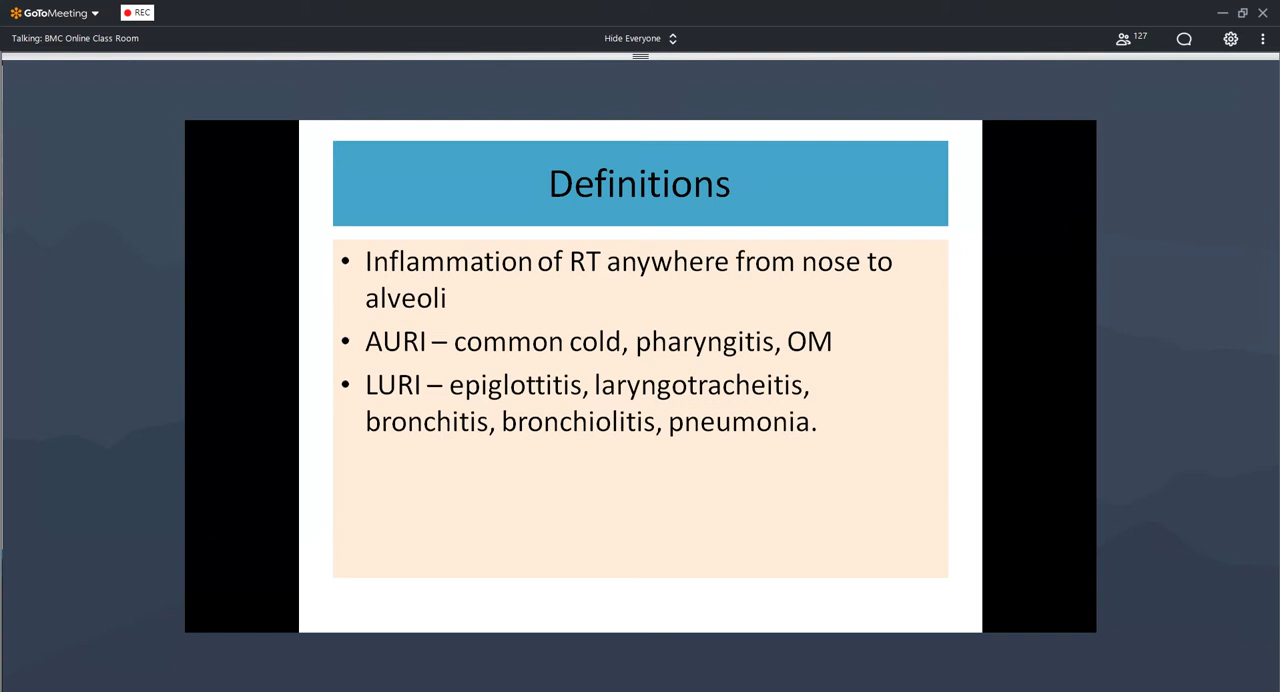 GoToMeeting REC
Talking: BMC Online Class Room
Hide Everyone
127
Definitions
• Inflammation of RT anywhere from nose to
alveoli
• AURI – common cold, pharyngitis, OM
• LURI – epiglottitis, laryngotracheitis,
bronchitis, bronchiolitis, pneumonia.